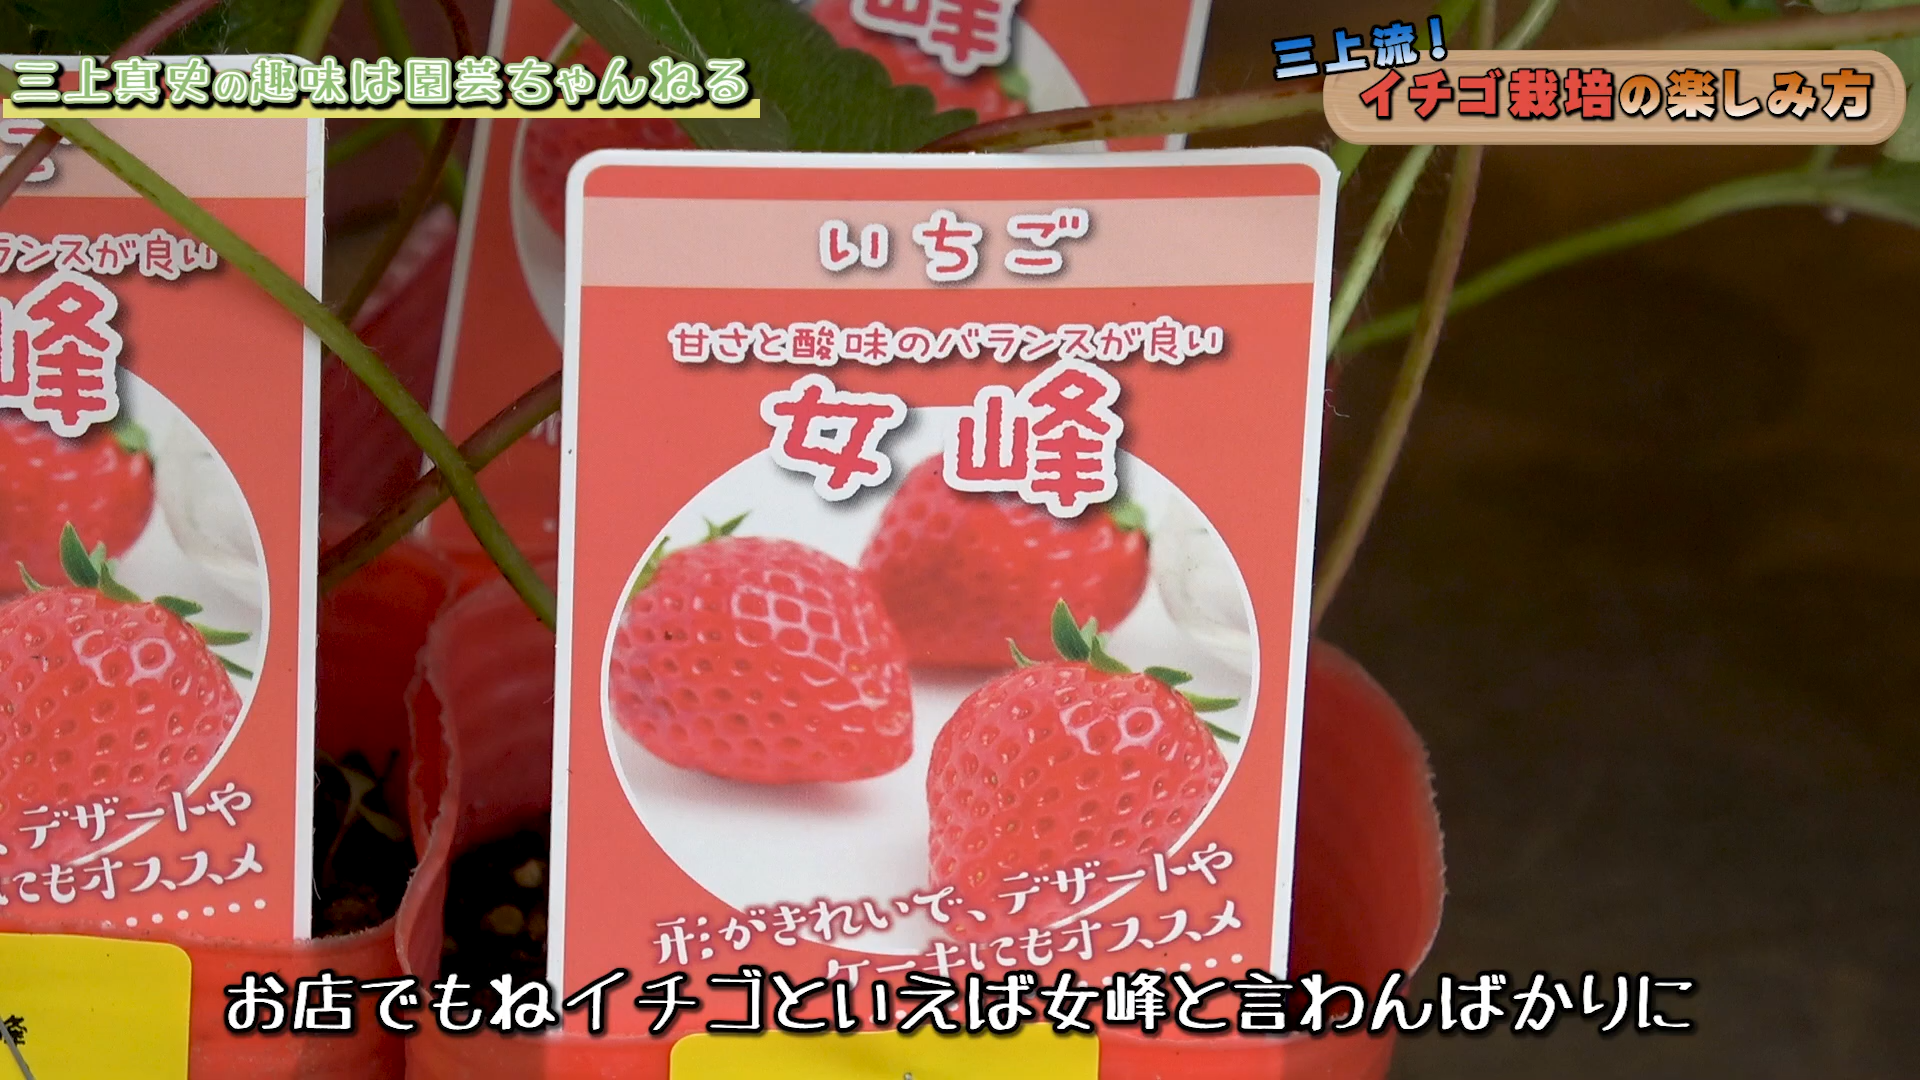 三上真史の趣味は園芸ちゃんねる
三上流！
イチゴ栽培の楽しみ方
峰
いちご
甘さと酸味のバランスが良い
女峰
形がきれいで、デザートや
ケーキにもオススメ
ご
ランスが良い
峰
、デザートや
にもオススメ
お店でもねイチゴといえば女峰と言わんばかりに